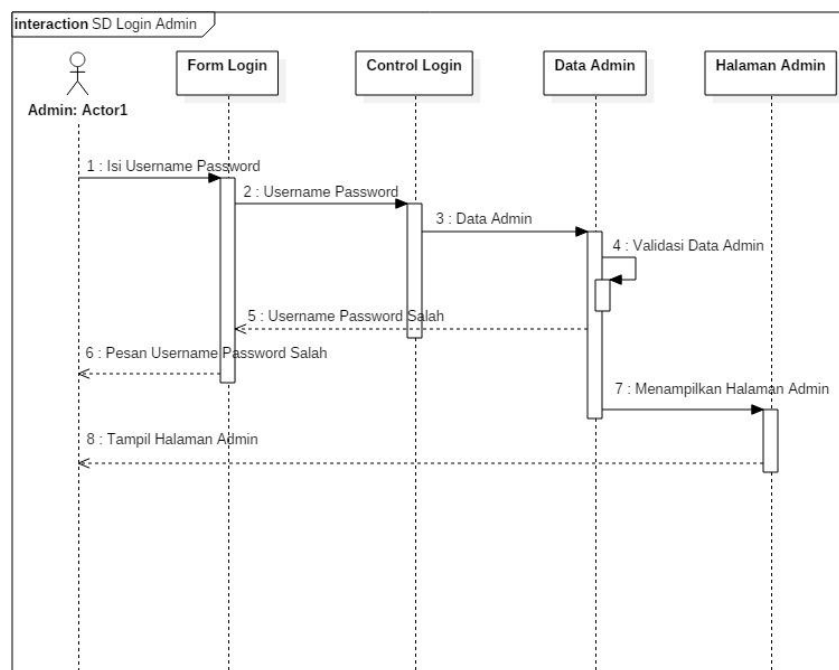 interaction SD Login Admin
Form Login
Control Login
Data Admin
Halaman Admin
Admin: Actor1
1 : Isi Username Password
2 : Username Password
3 : Data Admin
4 : Validasi Data Admin
5 : Username Password Salah
6 : Pesan Username Password Salah
7 : Menampilkan Halaman Admin
8 : Tampil Halaman Admin